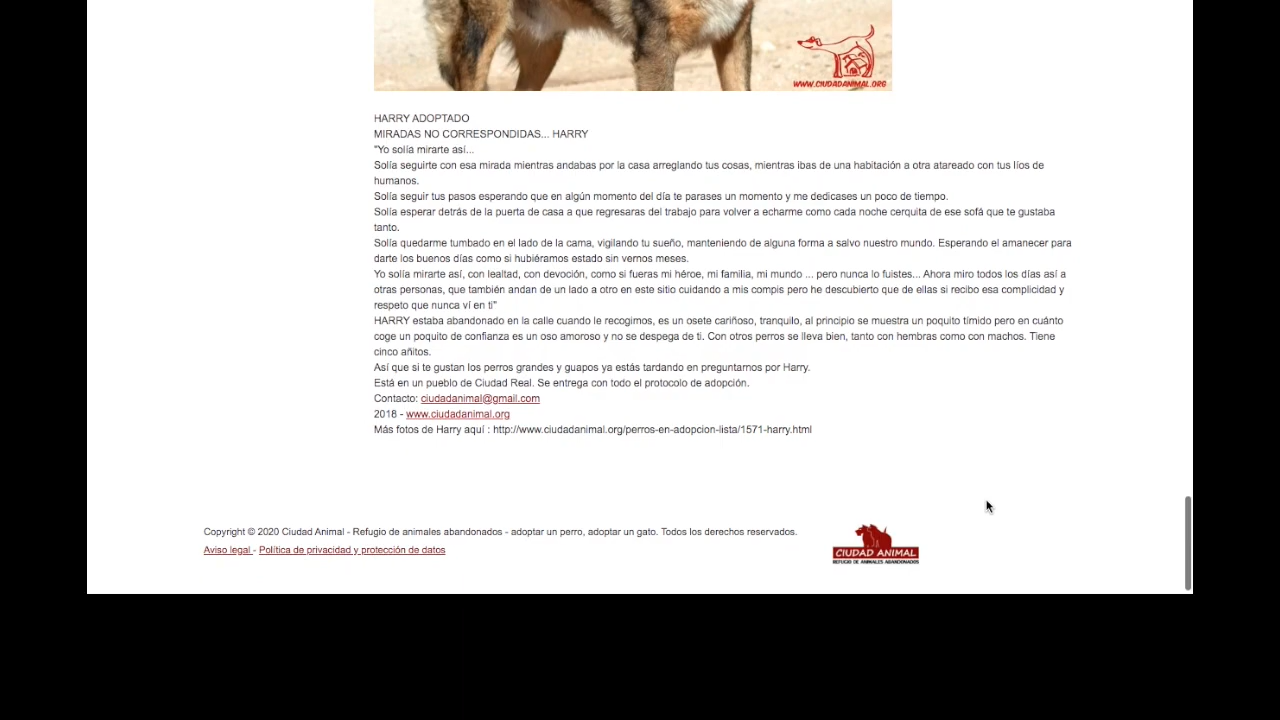 WWW.CIUDADANIMAL.ORG
HARRY ADOPTADO
MIRADAS NO CORRESPONDIDAS... HARRY
"Yo solía mirarte así...
Solía seguirte con esa mirada mientras andabas por la casa arreglando tus cosas, mientras ibas de una habitación a otra atareado con tus líos de
humanos.
Solía seguir tus pasos esperando que en algún momento del día te parases un momento y me dedicases un poco de tiempo.
Solía esperar detrás de la puerta de casa a que regresaras del trabajo para volver a echarme como cada noche cerquita de ese sofá que te gustaba
tanto.
Solía quedarme tumbado en el lado de la cama, vigilando tu sueño, manteniendo de alguna forma a salvo nuestro mundo. Esperando el amanecer para
darte los buenos días como si hubiéramos estado sin vernos meses.
Yo solía mirarte así, con lealtad, con devoción, como si fueras mi héroe, mi familia, mi mundo ... pero nunca lo fuistes... Ahora miro todos los días así a
otras personas, que también andan de un lado a otro en este sitio cuidando a mis compis pero he descubierto que de ellas si recibo esa complicidad y
respeto que nunca ví en ti"
HARRY estaba abandonado en la calle cuando le recogimos, es un osete cariñoso, tranquilo, al principio se muestra un poquito tímido pero en cuánto
coge un poquito de confianza es un oso amoroso y no se despega de ti. Con otros perros se lleva bien, tanto con hembras como con machos. Tiene
cinco añitos.
Así que si te gustan los perros grandes y guapos ya estás tardando en preguntarnos por Harry.
Está en un pueblo de Ciudad Real. Se entrega con todo el protocolo de adopción.
Contacto: ciudadanimal@gmail.com
2018 - www.ciudadanimal.org
Más fotos de Harry aquí : http://www.ciudadanimal.org/perros-en-adopcion-lista/1571-harry.html
Copyright © 2020 Ciudad Animal - Refugio de animales abandonados - adoptar un perro, adoptar un gato. Todos los derechos reservados.
Aviso legal - Política de privacidad y protección de datos
CIUDAD ANIMAL
REFUGIO DE ANIMALES ABANDONADOS